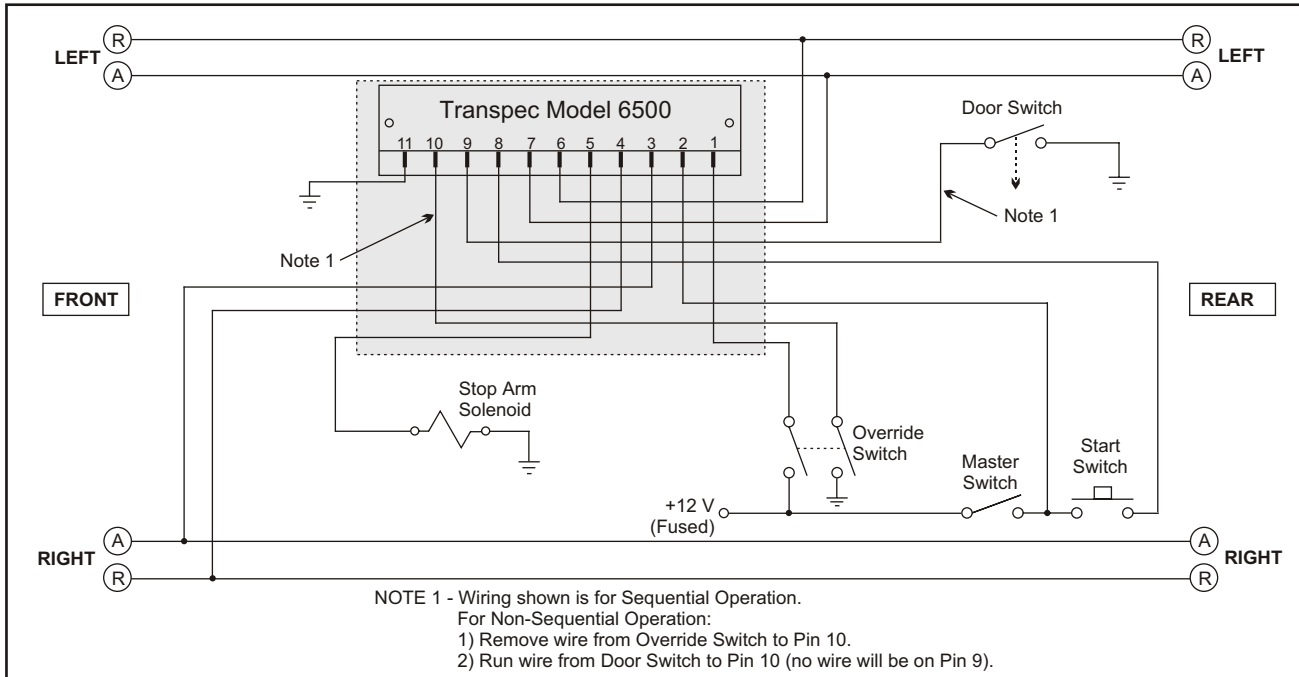 R
LEFT
A
R
LEFT
A
Transpec Model 6500
11 10 9 8 7 6 5 4 3 2 1
Door Switch
Note 1
Note 1
FRONT
REAR
Stop Arm
Solenoid
Override
Switch
Master
Switch
Start
Switch
+12 V
(Fused)
A
RIGHT
R
A
RIGHT
R
NOTE 1 - Wiring shown is for Sequential Operation.
For Non-Sequential Operation:
1) Remove wire from Override Switch to Pin 10.
2) Run wire from Door Switch to Pin 10 (no wire will be on Pin 9).